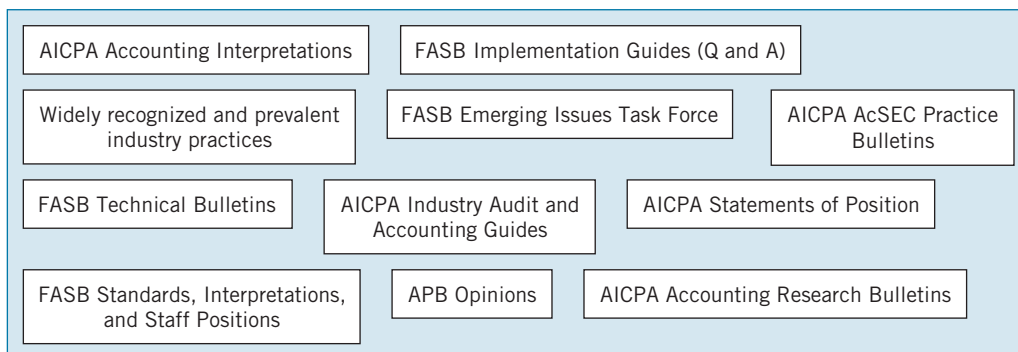 AICPA Accounting Interpretations
FASB Implementation Guides (Q and A)
Widely recognized and prevalent
industry practices
FASB Emerging Issues Task Force
AICPA AcSEC Practice
Bulletins
FASB Technical Bulletins
AICPA Industry Audit and
Accounting Guides
AICPA Statements of Position
FASB Standards, Interpretations,
and Staff Positions
APB Opinions
AICPA Accounting Research Bulletins